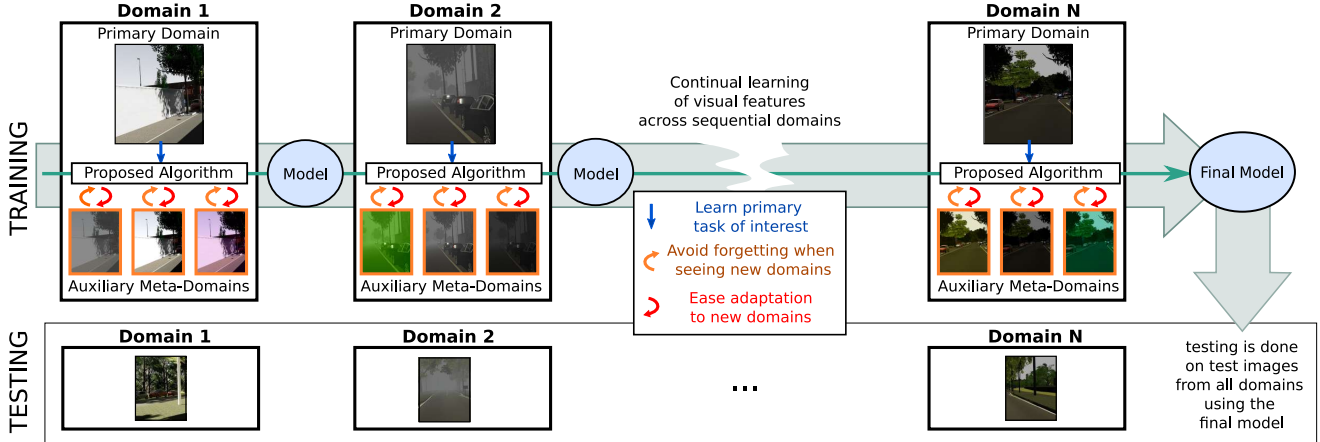 Domain 1
Domain 2
Domain N
Primary Domain
Primary Domain
Primary Domain
Continual learning
of visual features
across sequential domains
TRAINING
Proposed Algorithm
Model
Proposed Algorithm
Model
Proposed Algorithm
Final Model
Auxiliary Meta-Domains
Auxiliary Meta-Domains
Auxiliary Meta-Domains
Learn primary
task of interest
Avoid forgetting when
seeing new domains
Ease adaptation
to new domains
TESTING
Domain 1
Domain 2
...
Domain N
testing is done
on test images
from all domains
using the
final model